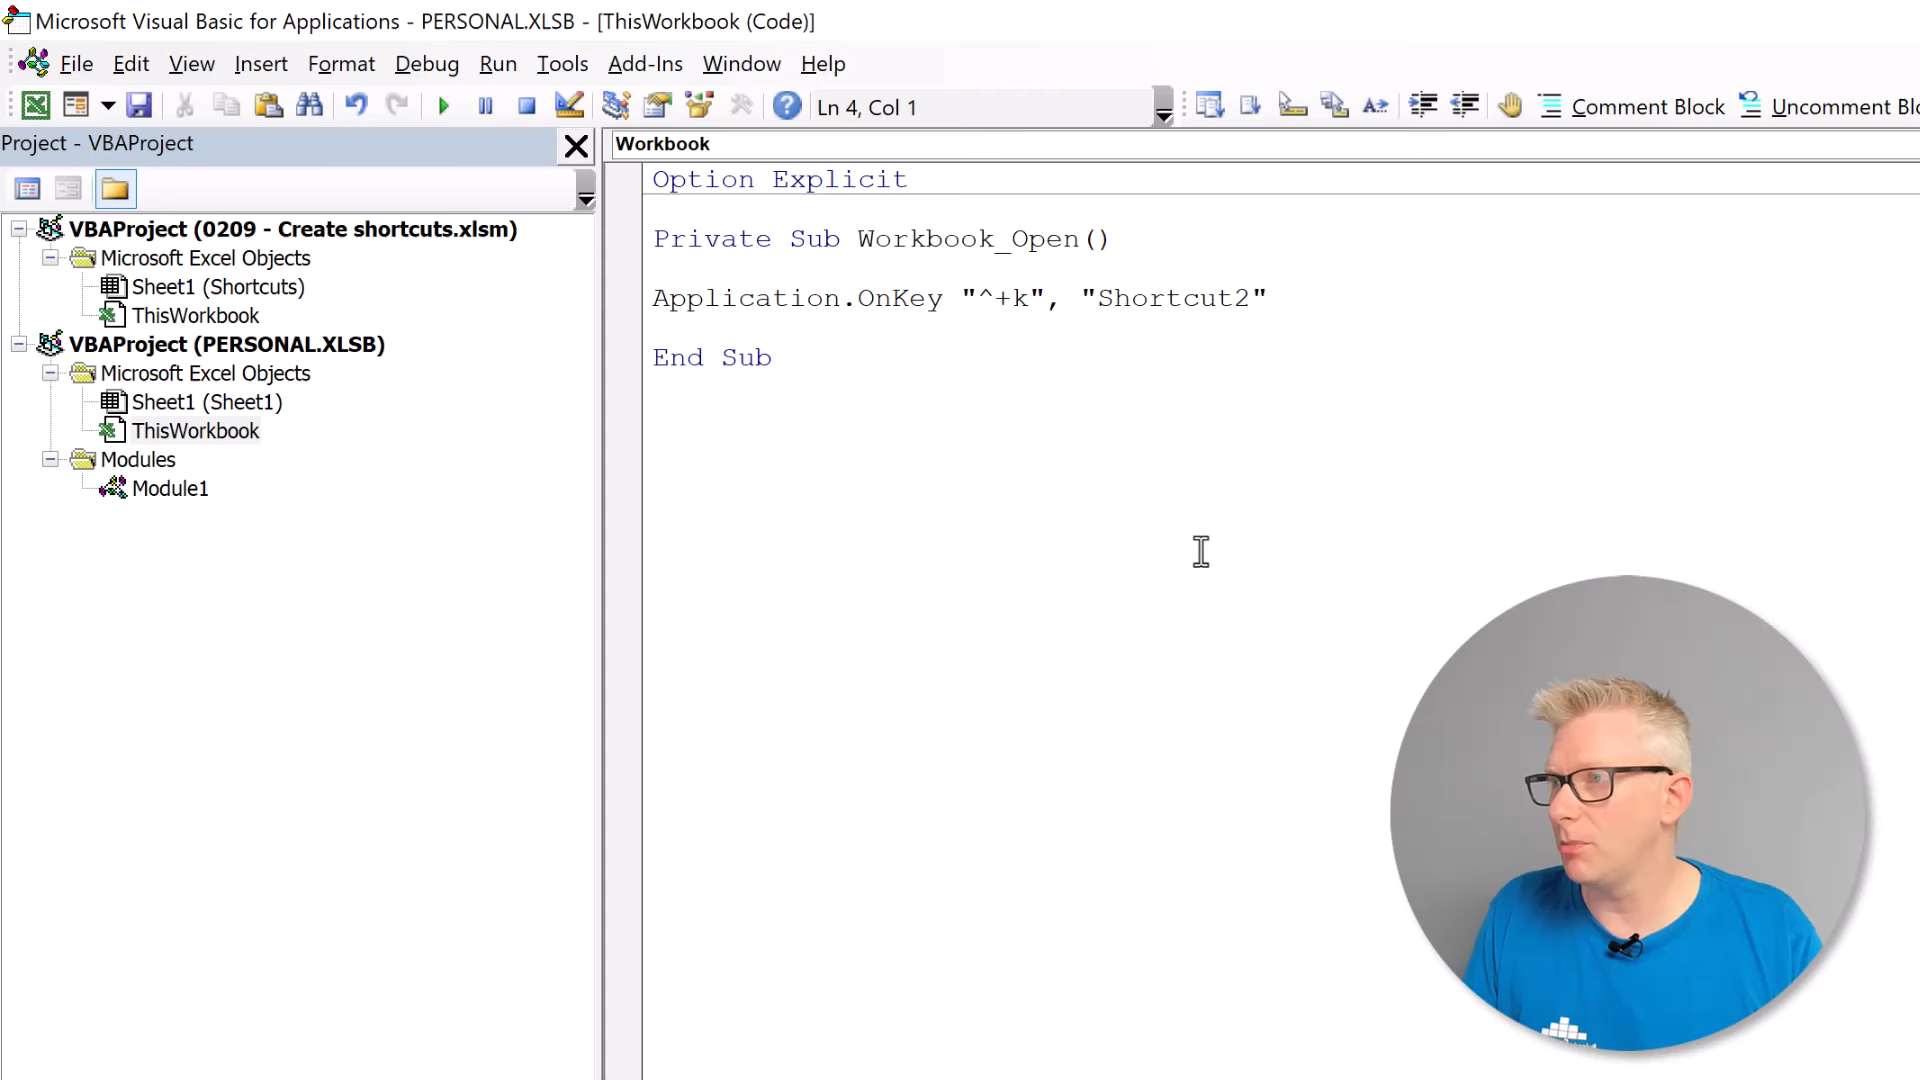 Microsoft Visual Basic for Applications - PERSONAL.XLSB - [ThisWorkbook (Code)]
File Edit View Insert Format Debug Run Tools Add-Ins Window Help
Ln 4, Col 1
Comment Block
Uncomment Blo
Project - VBAProject
Workbook
Option Explicit
Private Sub Workbook_Open()
Application.OnKey "^+k", "Shortcut2"
End Sub
VBAProject (0209 - Create shortcuts.xlsm)
Microsoft Excel Objects
Sheet1 (Shortcuts)
ThisWorkbook
VBAProject (PERSONAL.XLSB)
Microsoft Excel Objects
Sheet1 (Sheet1)
ThisWorkbook
Modules
Module1